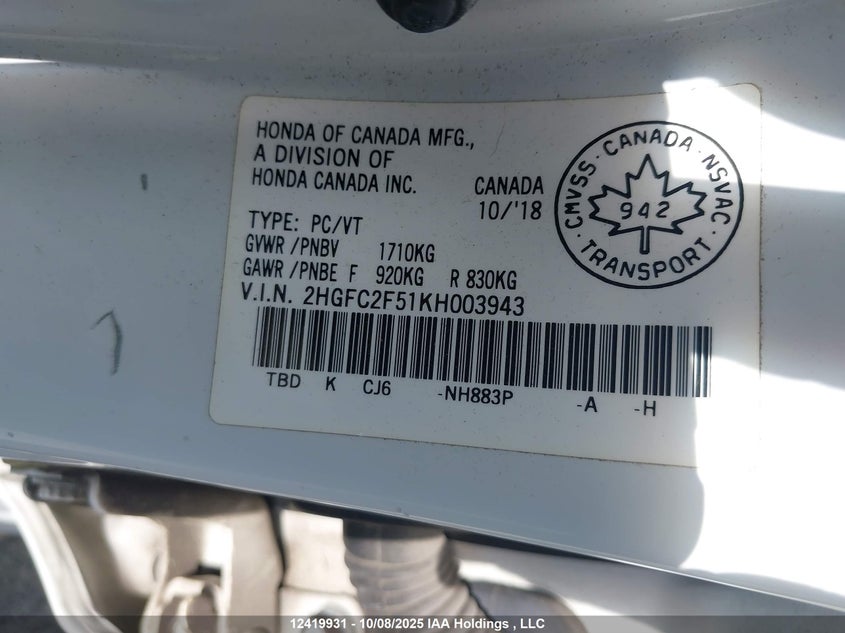 HONDA OF CANADA MFG.,
A DIVISION OF
HONDA CANADA INC. CANADA
10/'18
TYPE: PC/VT
GVWR/PNBV 1710KG
GAWR/PNBE F 920KG R 830KG
V.I.N. 2HGFC2F51KH003943
TBD K CJ6 -NH883P -A -H
CMVSS · CANADA · NSVAC
942
TRANSPORT
12419931 - 10/08/2025 IAA Holdings , LLC